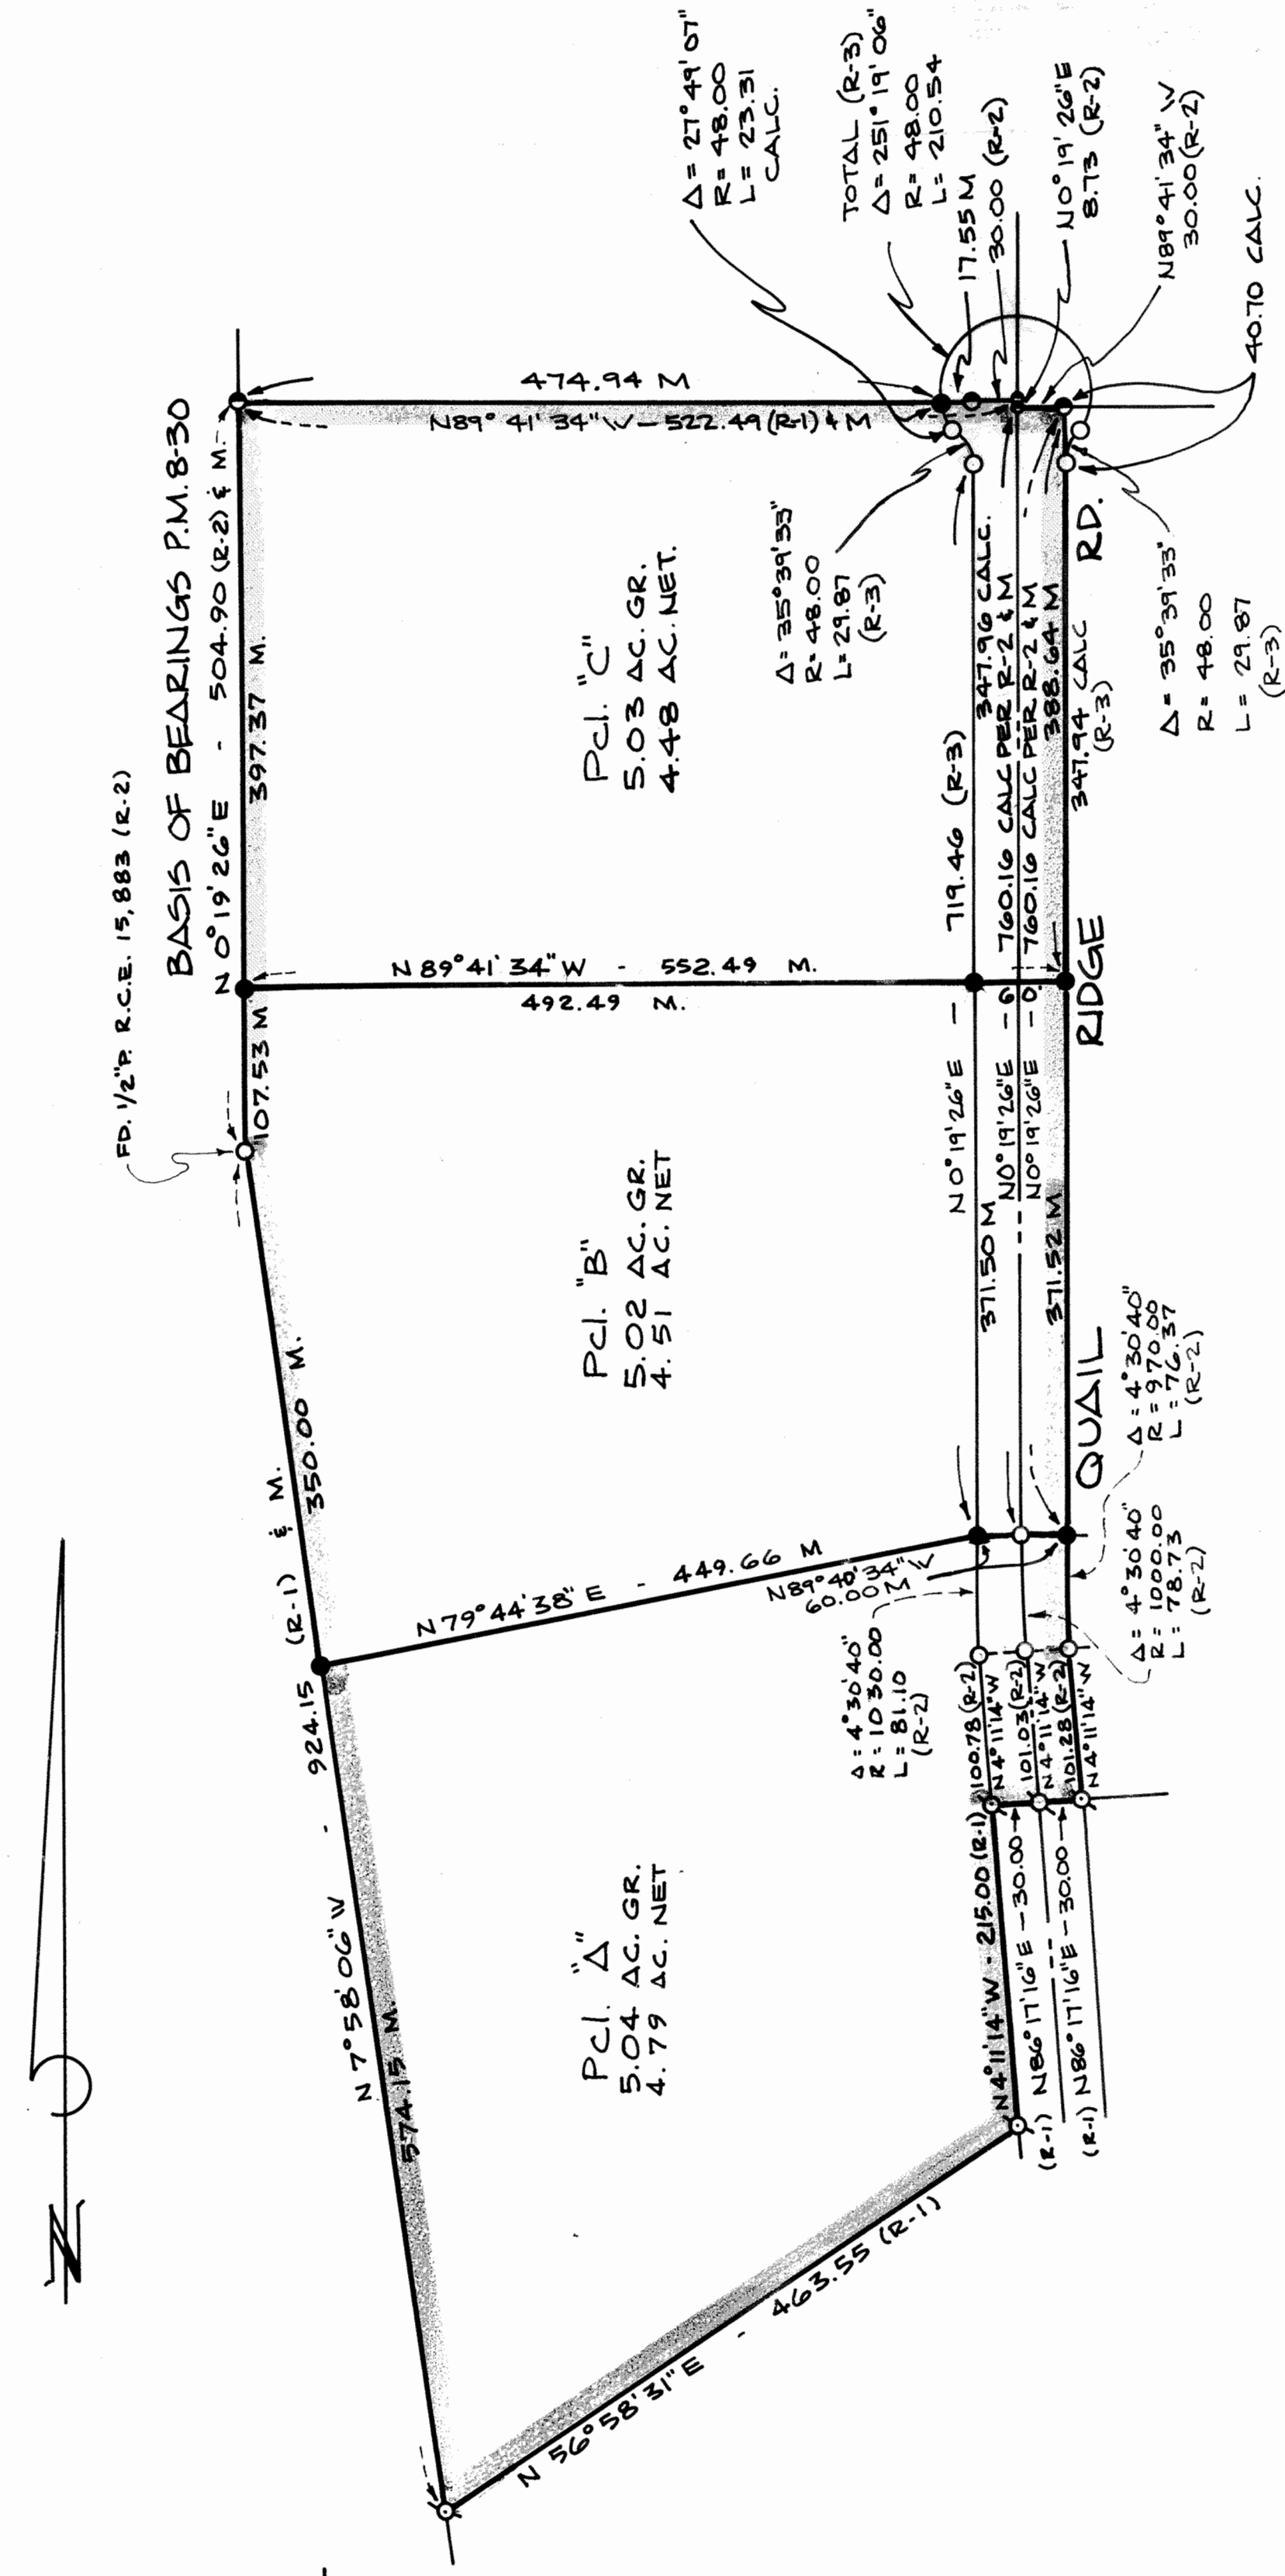 FD. 1/2"P. R.C.E. 15,883 (R-2)
BASIS OF BEARINGS P.M. 8-30
N 0°19'26"E - 504.90 (R-2) & M.
397.37 M.
107.53 M
474.94 M
N89°41'34"W - 522.49 (R-1) & M
Δ = 27°49'07"
R = 48.00
L = 23.31
CALC.
TOTAL (R-3)
Δ = 251°19'06"
R = 48.00
L = 210.54
17.55 M
30.00 (R-2)
N0°19'26"E
8.73 (R-2)
N89°41'34"W
30.00 (R-2)
40.70 CALC.
Δ = 35°39'33"
R = 48.00
L = 29.87
(R-3)
Pcl. "C"
5.03 AC. GR.
4.48 AC. NET.
N 89°41'34"W - 552.49 M.
492.49 M.
N0°19'26"E - 719.46 (R-3)
347.96 CALC.
N0°19'26"E - 760.16 CALC PER R-2 & M
N0°19'26"E - 760.16 CALC PER R-2 & M
388.64 M
347.94 CALC
(R-3)
Δ = 35°39'33"
R = 48.00
L = 29.87
(R-3)
QUAIL RIDGE RD.
(R-1) & M.
350.00 M.
Pcl. "B"
5.02 AC. GR.
4.51 AC. NET
371.50 M
371.52 M
N 79°44'38" E - 449.66 M
N89°40'34"W
60.00 M
Δ = 4°30'40"
R = 970.00
L = 76.37
(R-2)
Δ = 4°30'40"
R = 1000.00
L = 78.73
(R-2)
Δ = 4°30'40"
R = 1030.00
L = 81.10
(R-2)
N 7°58'06"W - 924.15
574.15 M.
Pcl. "A"
5.04 AC. GR.
4.79 AC. NET
100.78 (R-2)
N4°11'14"W
101.03 (R-2)
N4°11'14"W
101.28 (R-2)
N4°11'14"W
N4°11'14"W - 215.00 (R-1)
(R-1) N86°17'16"E - 30.00
(R-1) N86°17'16"E - 30.00
N 56°58'31"E - 463.55 (R-1)
N